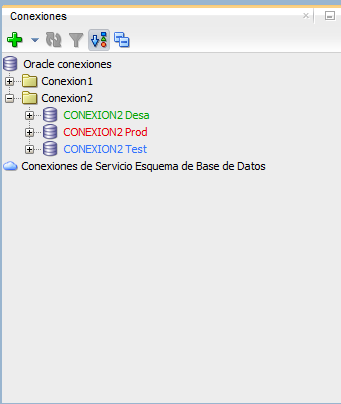 Conexiones
Oracle conexiones
Conexion1
Conexion2
CONEXION2 Desa
CONEXION2 Prod
CONEXION2 Test
Conexiones de Servicio Esquema de Base de Datos